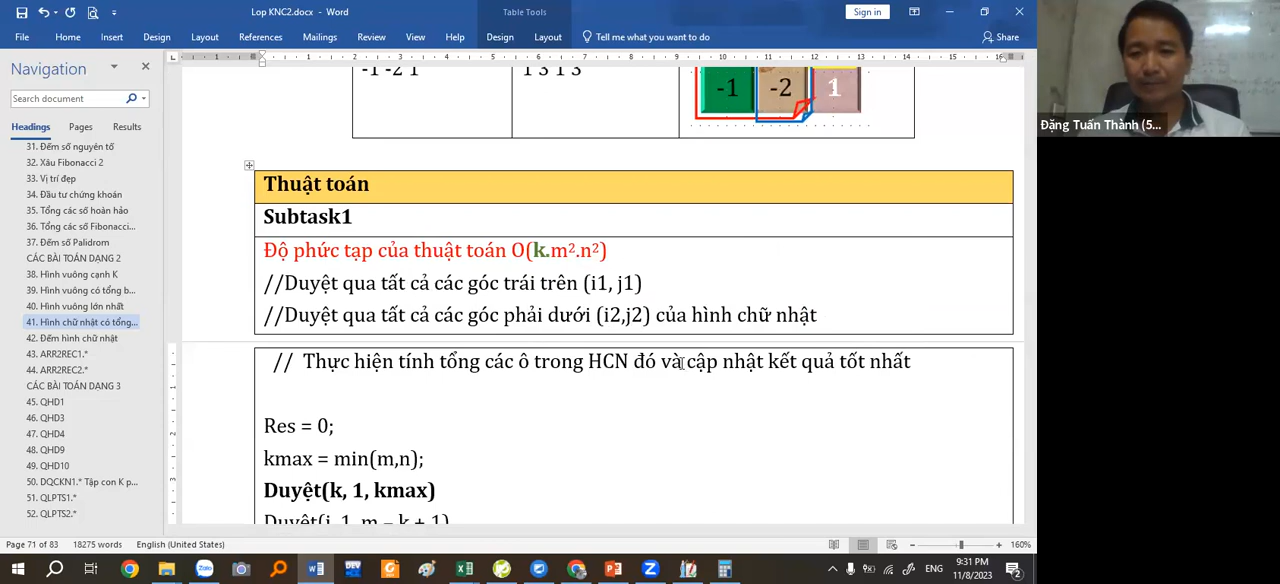 Lop KNC2.docx - Word
Table Tools
Sign in
File
Home
Insert
Design
Layout
References
Mailings
Review
View
Help
Design
Layout
Tell me what you want to do
Share
Navigation
Search document
Headings
Pages
Results
31. Đếm số nguyên tố
32. Xâu Fibonacci 2
33. Vị trí đẹp
34. Đầu tư chứng khoán
35. Tổng các số hoàn hảo
36. Tổng các số Fibonacci...
37. Đếm số Palidrom
CÁC BÀI TOÁN DẠNG 2
38. Hình vuông cạnh K
39. Hình vuông có tổng b...
40. Hình vuông lớn nhất
41. Hình chữ nhật có tổng...
42. Đếm hình chữ nhật
43. ARR2REC1.*
44. ARR2REC2.*
CÁC BÀI TOÁN DẠNG 3
45. QHD1
46. QHD3
47. QHD4
48. QHD9
49. QHD10
50. DQCKN1.* Tập con K p...
51. QLPTS1.*
52. QLPTS2.*
-1 -2 1
1 3 1 3
-1 -2 1
Thuật toán
Subtask1
Độ phức tạp của thuật toán O(k.m².n²)
//Duyệt qua tất cả các góc trái trên (i1, j1)
//Duyệt qua tất cả các góc phải dưới (i2,j2) của hình chữ nhật
// Thực hiện tính tổng các ô trong HCN đó và cập nhật kết quả tốt nhất
Res = 0;
kmax = min(m,n);
Duyệt(k, 1, kmax)
Duyệt(i, 1, m – k + 1)
Page 71 of 83
18275 words
English (United States)
160%
Đặng Tuấn Thành (5...
ENG
9:31 PM
11/8/2023